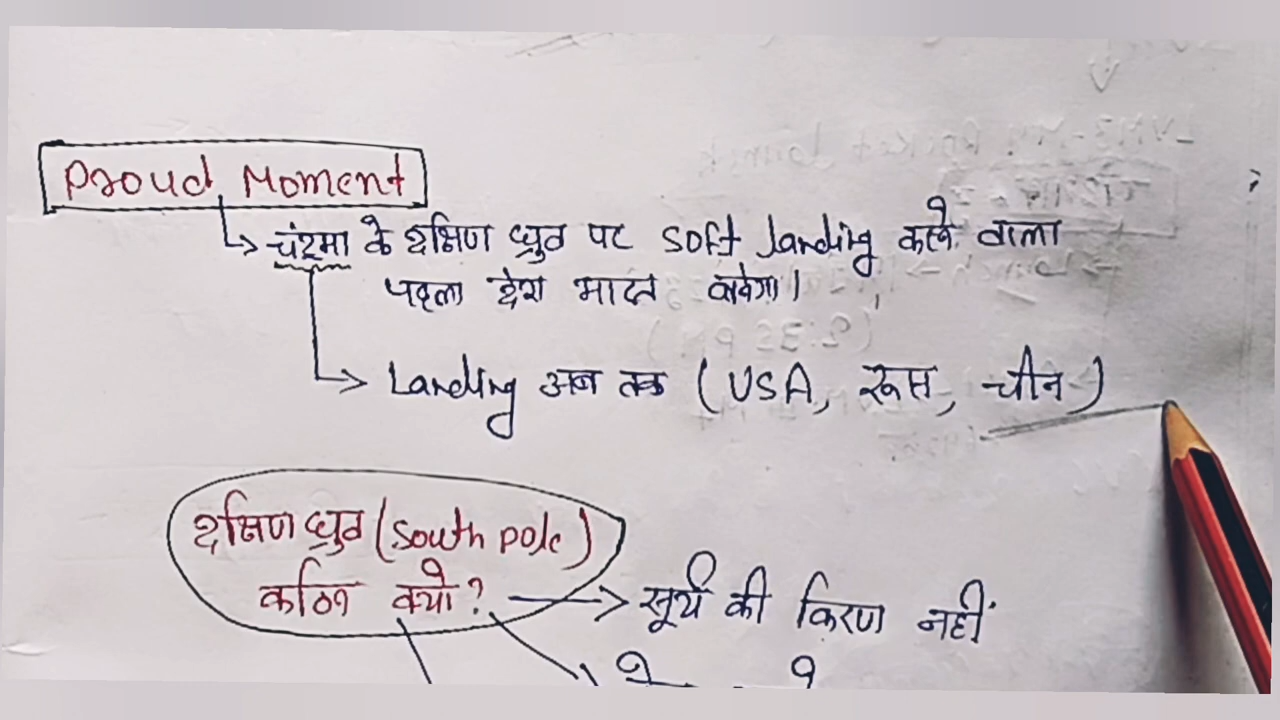 Proud Moment
चंद्रमा के दक्षिण ध्रुव पर soft landing करने वाला
पहला देश भारत बनेगा।
Landing अब तक (USA, रूस, चीन)
दक्षिण ध्रुव (South pole)
कठिन क्यो?
सूर्य की किरण नहीं